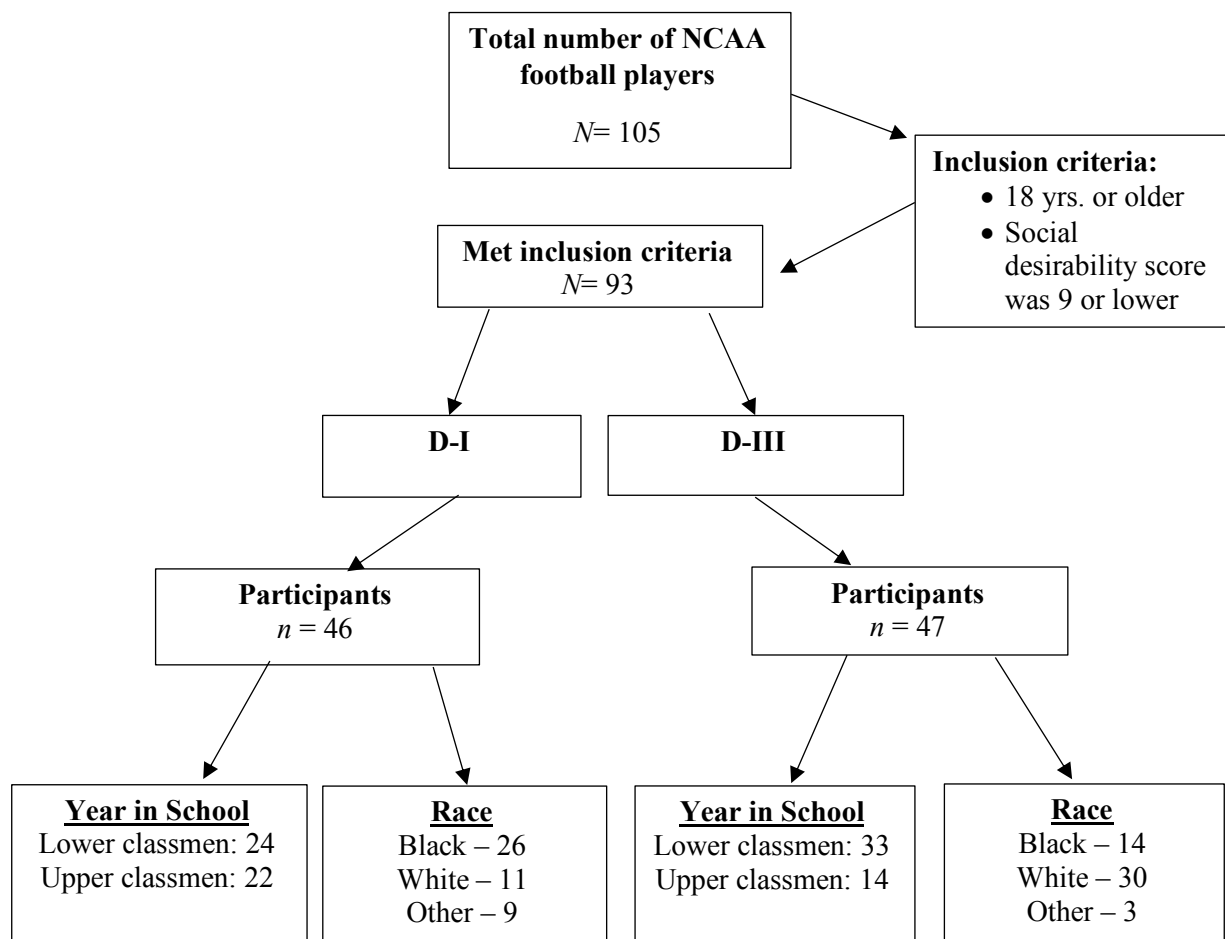 Total number of NCAA
football players
N= 105
Inclusion criteria:
• 18 yrs. or older
• Social
desirability score
was 9 or lower
Met inclusion criteria
N= 93
D-I
D-III
Participants
n = 46
Participants
n = 47
Year in School
Lower classmen: 24
Upper classmen: 22
Race
Black – 26
White – 11
Other – 9
Year in School
Lower classmen: 33
Upper classmen: 14
Race
Black – 14
White – 30
Other – 3